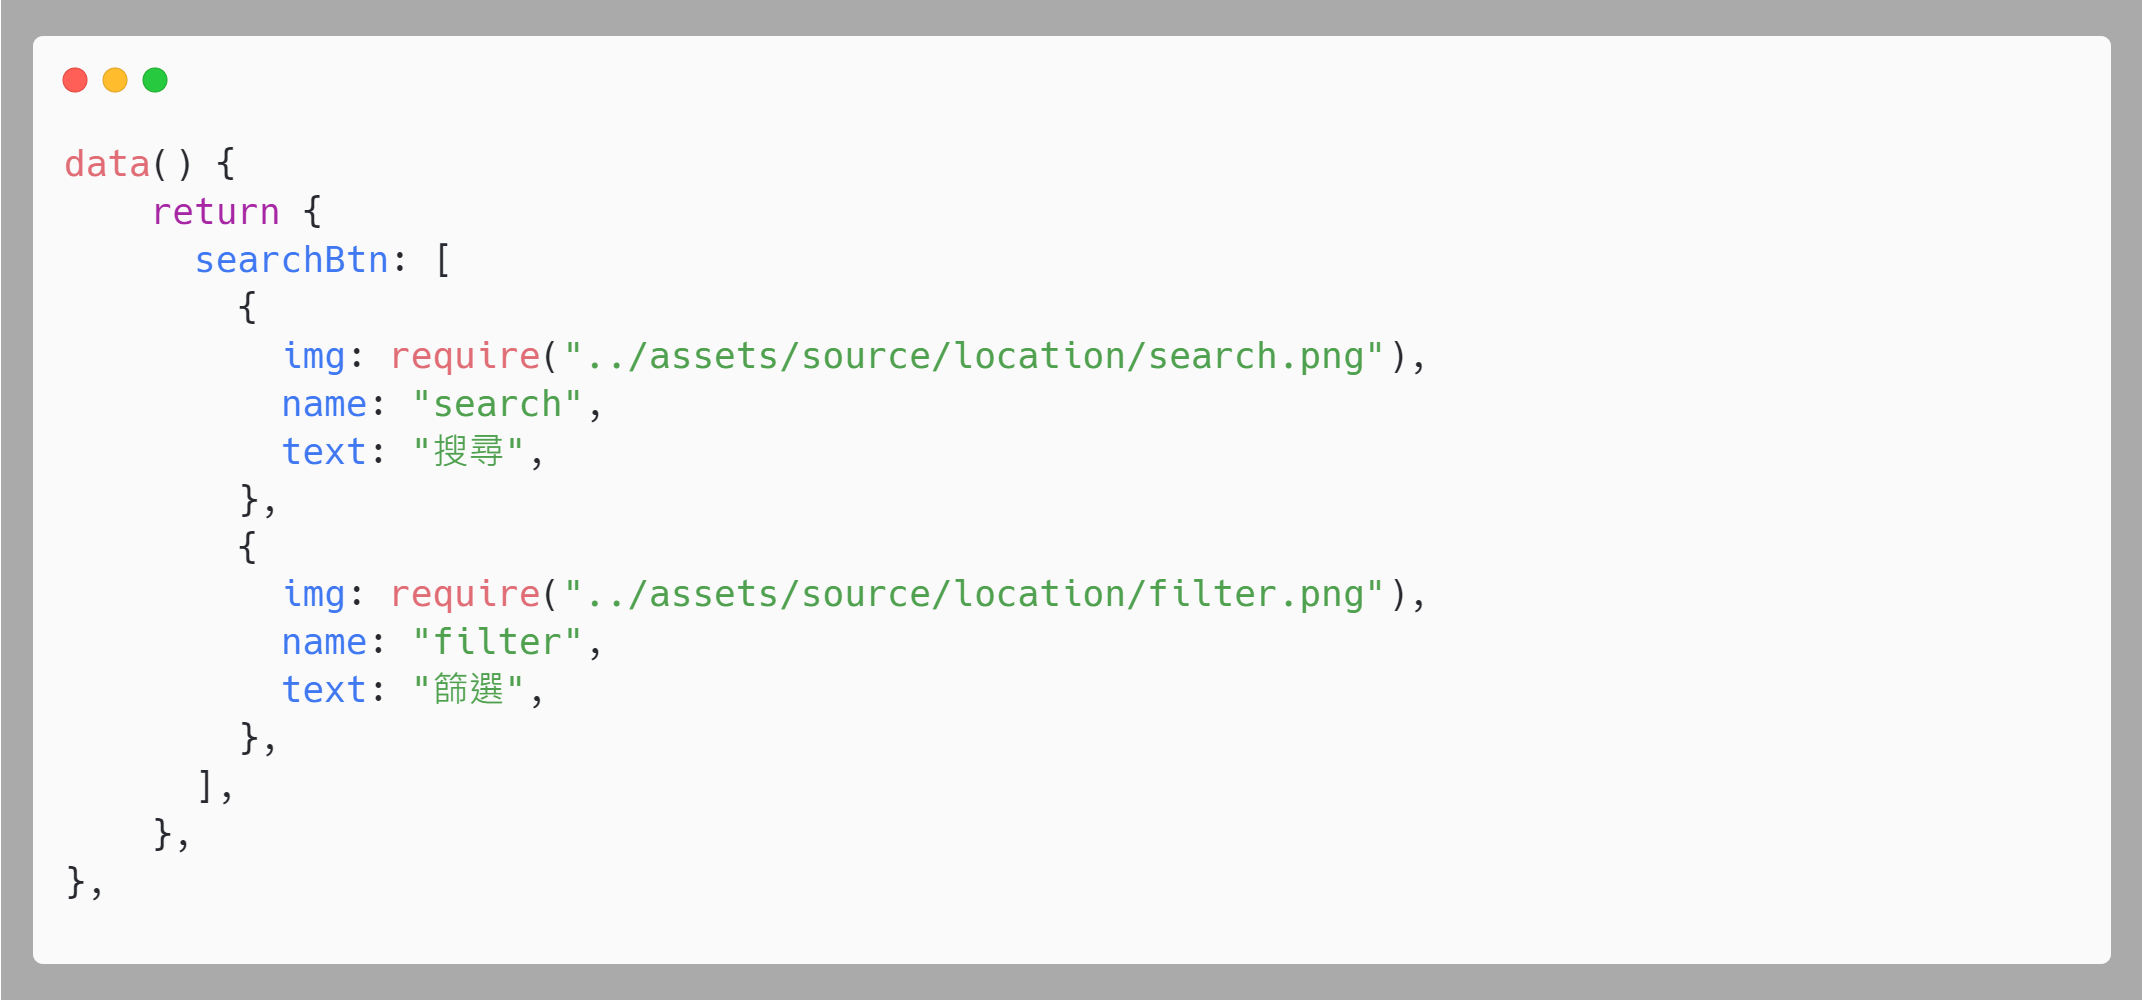 data() {
    return {
      searchBtn: [
        {
          img: require("../assets/source/location/search.png"),
          name: "search",
          text: "搜尋",
        },
        {
          img: require("../assets/source/location/filter.png"),
          name: "filter",
          text: "篩選",
        },
      ],
    },
},